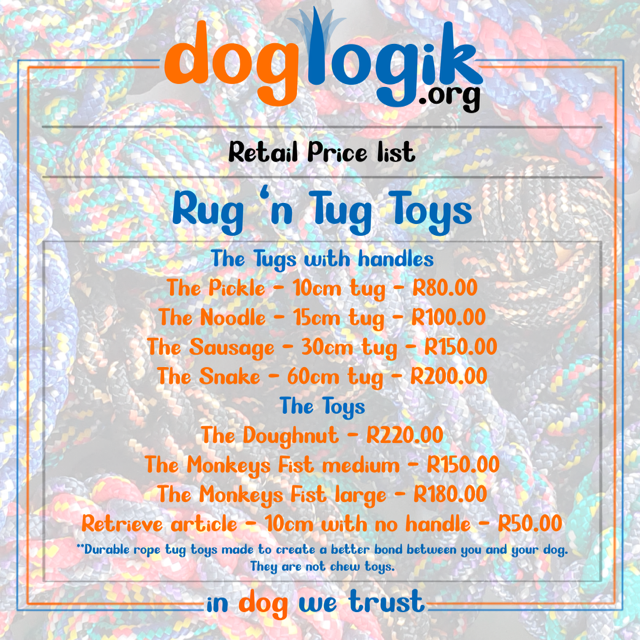 doglogik
.org
Retail Price list
Rug 'n Tug Toys
The Tugs with handles
The Pickle - 10cm tug - R80.00
The Noodle - 15cm tug - R100.00
The Sausage - 30cm tug - R150.00
The Snake - 60cm tug - R200.00
The Toys
The Doughnut - R220.00
The Monkeys Fist medium - R150.00
The Monkeys Fist large - R180.00
Retrieve article - 10cm with no handle - R50.00
**Durable rope tug toys made to create a better bond between you and your dog.
They are not chew toys.
in dog we trust